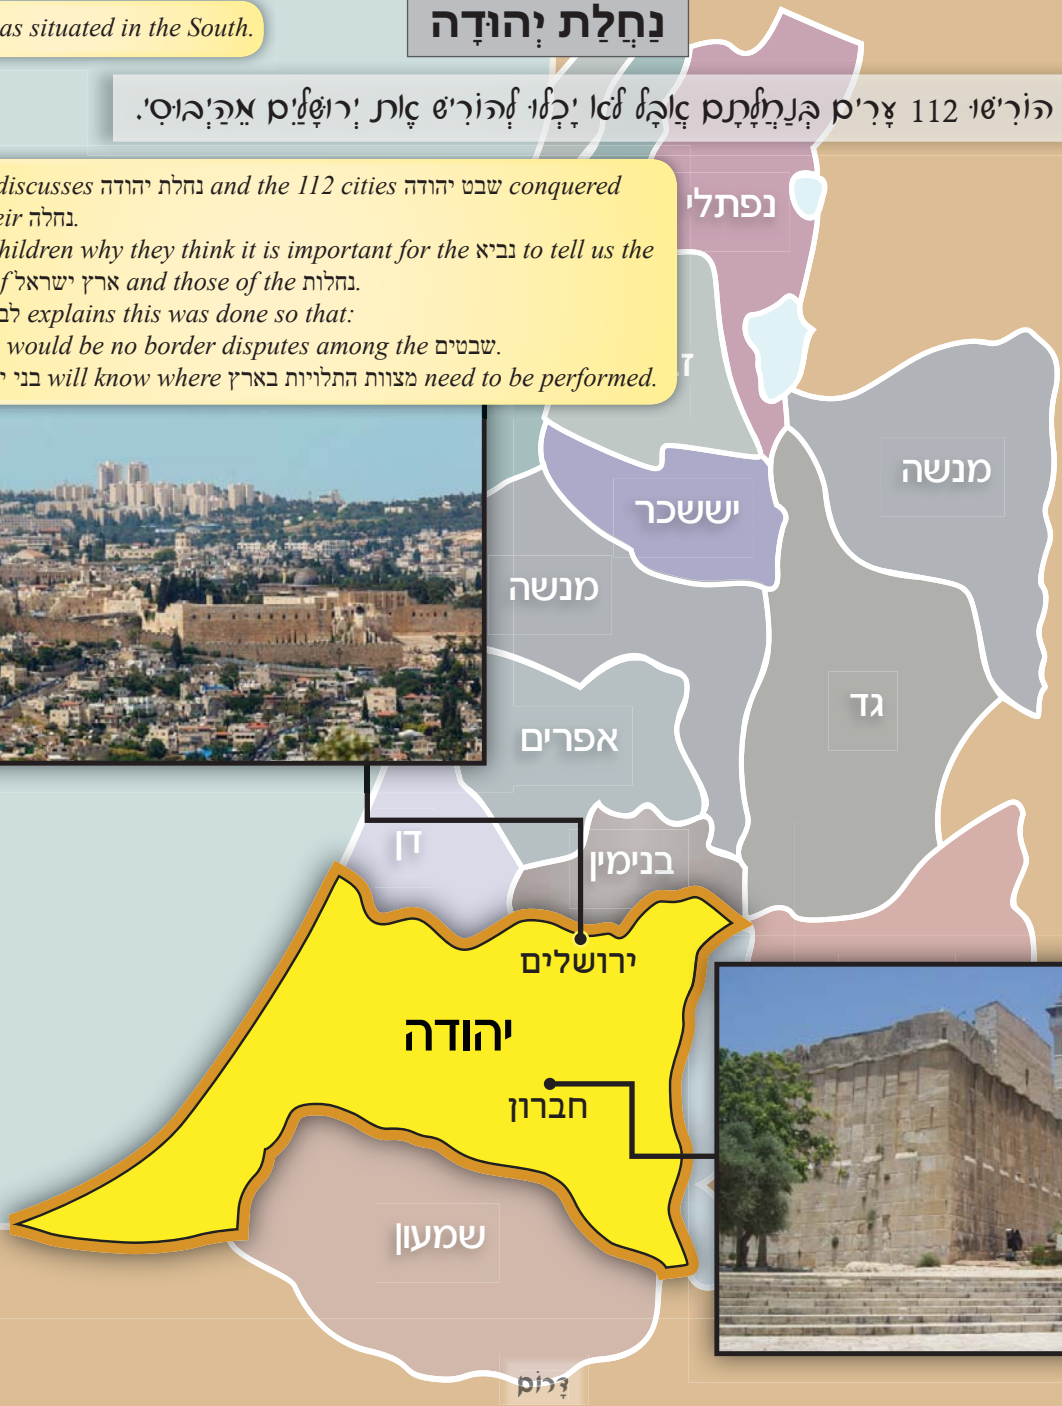 as situated in the South.
נַחֲלַת יְהוּדָה
הוֹרִישׁוּ 112 עָרִים בְּנַחֲלָתָם אֲבָל לֹא יָכְלוּ לְהוֹרִישׁ אֶת יְרוּשָׁלַיִם מֵהַיְבוּסִי.
discusses נחלת יהודה and the 112 cities שבט יהודה conquered
נחלה.
hildren why they think it is important for the נביא to tell us the
ארץ ישראל and those of the נחלות.
explains this was done so that:
would be no border disputes among the שבטים.
בני will know where מצוות התלויות בארץ need to be performed.
נפתלי
מנשה
יששכר
מנשה
גד
אפרים
דן
בנימין
ירושלים
יהודה
חברון
שמעון
דָּרוֹם